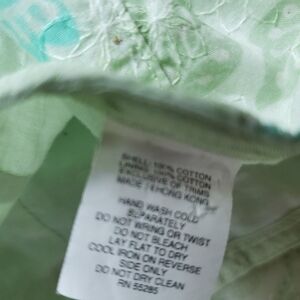 SHELL: 100% COTTON
LINING: 100% COTTON
EXCLUSIVE OF TRIMS
MADE IN HONG KONG
HAND WASH COLD
SEPARATELY
DO NOT WRING OR TWIST
DO NOT BLEACH
LAY FLAT TO DRY
COOL IRON ON REVERSE
SIDE ONLY
DO NOT DRY CLEAN
RN 55285